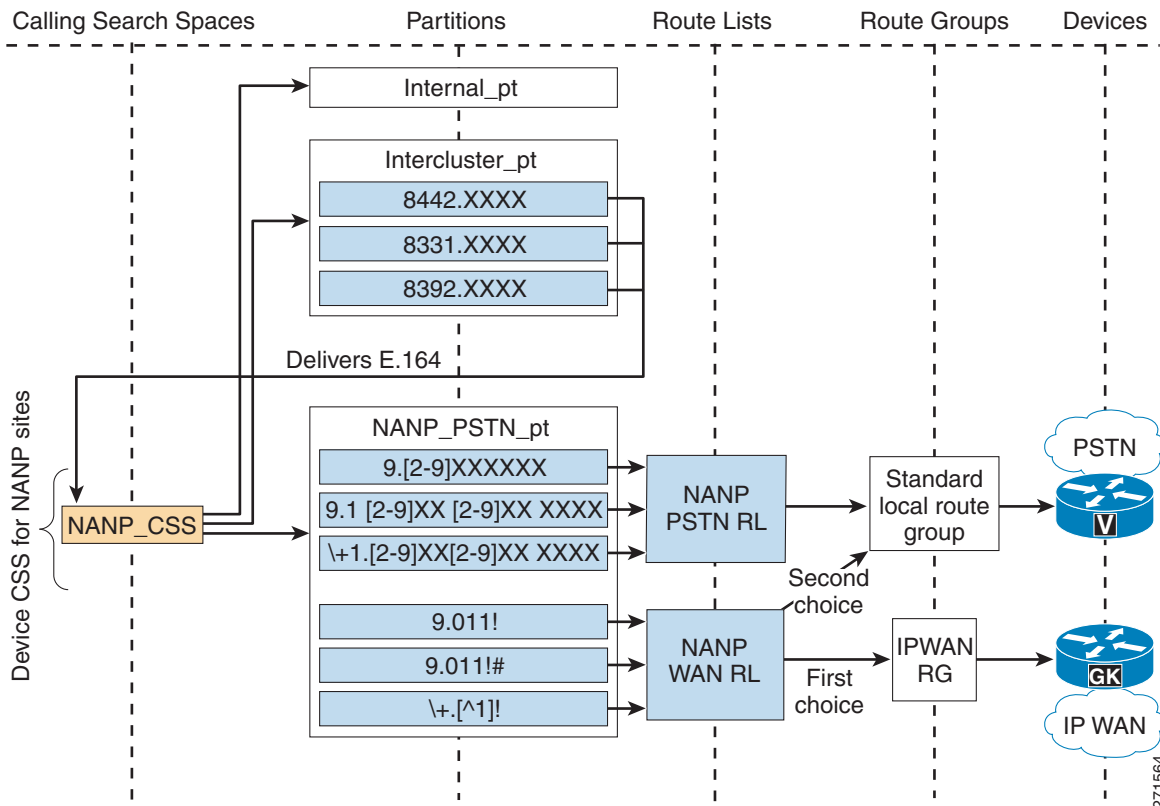 Calling Search Spaces
Partitions
Route Lists
Route Groups
Devices
Internal_pt
Intercluster_pt
8442.XXXX
8331.XXXX
8392.XXXX
Delivers E.164
Device CSS for NANP sites
NANP_CSS
NANP_PSTN_pt
9.[2-9]XXXXXX
9.1 [2-9]XX [2-9]XX XXXX
\+1.[2-9]XX[2-9]XX XXXX
9.011!
9.011!#
\+.[^1]!
NANP
PSTN RL
NANP
WAN RL
Second
choice
First
choice
Standard
local route
group
IPWAN
RG
PSTN
V
GK
IP WAN
271564